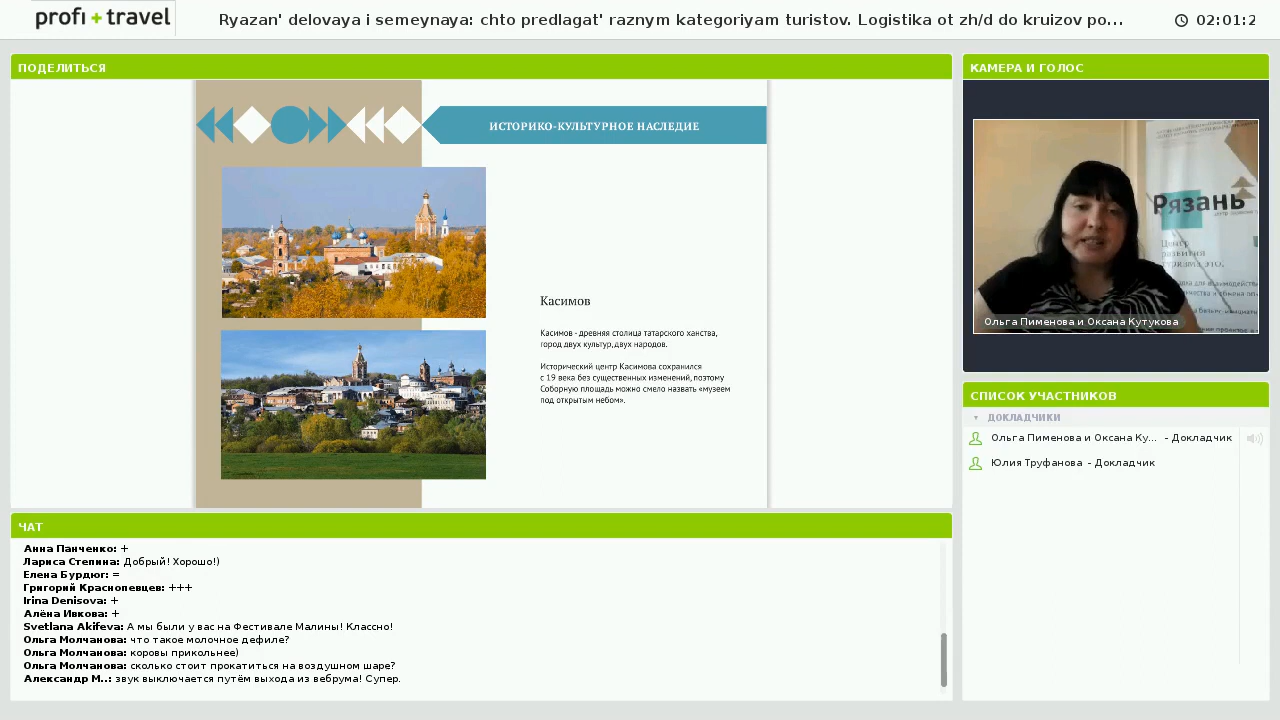 profi + travel
Ryazan' delovaya i semeynaya: chto predlagat' raznym kategoriyam turistov. Logistika ot zh/d do kruizov po...
02:01:2
ПОДЕЛИТЬСЯ
ИСТОРИКО-КУЛЬТУРНОЕ НАСЛЕДИЕ
Касимов
Касимов - древняя столица татарского ханства,
город двух культур, двух народов.
Исторический центр Касимова сохранился
с 19 века без существенных изменений, поэтому
Соборную площадь можно смело назвать «музеем
под открытым небом».
КАМЕРА И ГОЛОС
Рязань
Центр
развития
туризма это:
Ольга Пименова и Оксана Кутукова
СПИСОК УЧАСТНИКОВ
ДОКЛАДЧИКИ
Ольга Пименова и Оксана Ку... - Докладчик
Юлия Труфанова - Докладчик
ЧАТ
Анна Панченко: +
Лариса Степина: Добрый! Хорошо!)
Елена Бурдюг: =
Григорий Краснопевцев: +++
Irina Denisova: +
Алёна Ивкова: +
Svetlana Akifeva: А мы были у вас на Фестивале Малины! Классно!
Ольга Молчанова: что такое молочное дефиле?
Ольга Молчанова: коровы прикольнее)
Ольга Молчанова: сколько стоит прокатиться на воздушном шаре?
Александр М..: звук выключается путём выхода из вебрума! Супер.